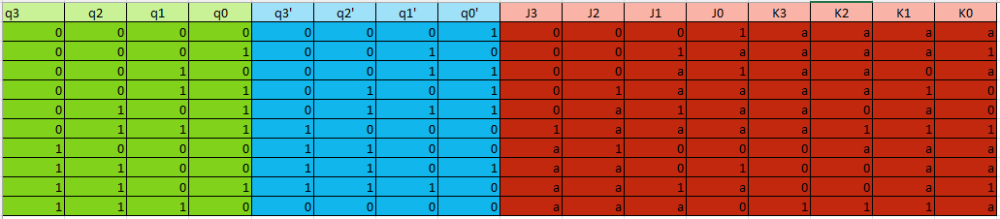 q3 q2 q1 q0 q3' q2' q1' q0' J3 J2 J1 J0 K3 K2 K1 K0
0 0 0 0 0 0 0 1 0 0 0 1 a a a a
0 0 0 1 0 0 1 0 0 0 1 a a a a 1
0 0 1 0 0 0 1 1 0 0 a 1 a a 0 a
0 0 1 1 0 1 0 1 0 1 a a a a 1 0
0 1 0 1 0 1 1 1 0 a 1 a a 0 a 0
0 1 1 1 1 0 0 0 1 a a a a 1 1 1
1 0 0 0 1 1 0 0 a 1 0 0 0 a a a
1 1 0 0 1 1 0 1 a a 0 1 0 0 a a
1 1 0 1 1 1 1 0 a a 1 a 0 0 a 1
1 1 1 0 0 0 0 0 a a a 0 1 1 1 a